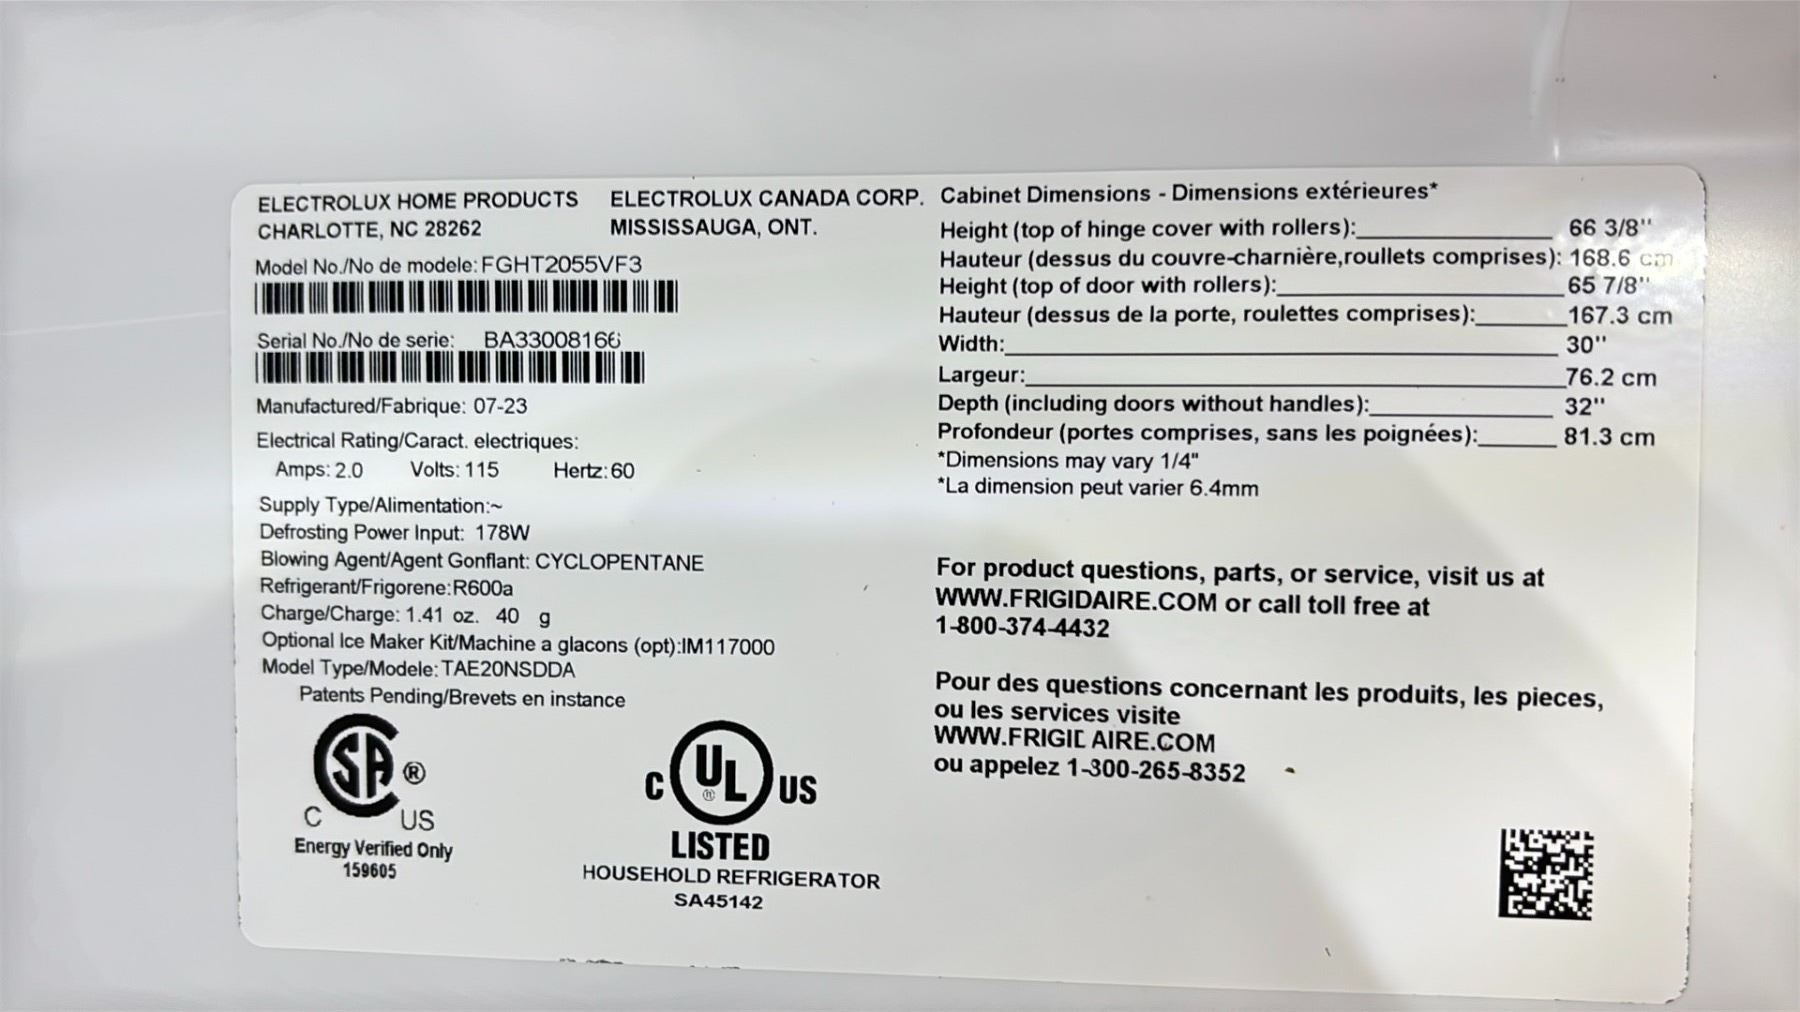 ELECTROLUX HOME PRODUCTS
CHARLOTTE, NC 28262
ELECTROLUX CANADA CORP.
MISSISSAUGA, ONT.
Model No./No de modele: FGHT2055VF3
Serial No./No de serie: BA33008166
Manufactured/Fabrique: 07-23
Electrical Rating/Caract. electriques:
Amps: 2.0 Volts: 115 Hertz: 60
Supply Type/Alimentation:~
Defrosting Power Input: 178W
Blowing Agent/Agent Gonflant: CYCLOPENTANE
Refrigerant/Frigorene: R600a
Charge/Charge: 1.41 oz. 40 g
Optional Ice Maker Kit/Machine a glacons (opt):IM117000
Model Type/Modele: TAE20NSDDA
Patents Pending/Brevets en instance
SA ®
C US
Energy Verified Only
159605
C UL US
LISTED
HOUSEHOLD REFRIGERATOR
SA45142
Cabinet Dimensions - Dimensions extérieures*
Height (top of hinge cover with rollers): 66 3/8"
Hauteur (dessus du couvre-charnière,roullets comprises): 168.6 cm
Height (top of door with rollers): 65 7/8"
Hauteur (dessus de la porte, roulettes comprises): 167.3 cm
Width: 30"
Largeur: 76.2 cm
Depth (including doors without handles): 32"
Profondeur (portes comprises, sans les poignées): 81.3 cm
*Dimensions may vary 1/4"
*La dimension peut varier 6.4mm
For product questions, parts, or service, visit us at
WWW.FRIGIDAIRE.COM or call toll free at
1-800-374-4432
Pour des questions concernant les produits, les pieces,
ou les services visite
WWW.FRIGIDAIRE.COM
ou appelez 1-300-265-8352